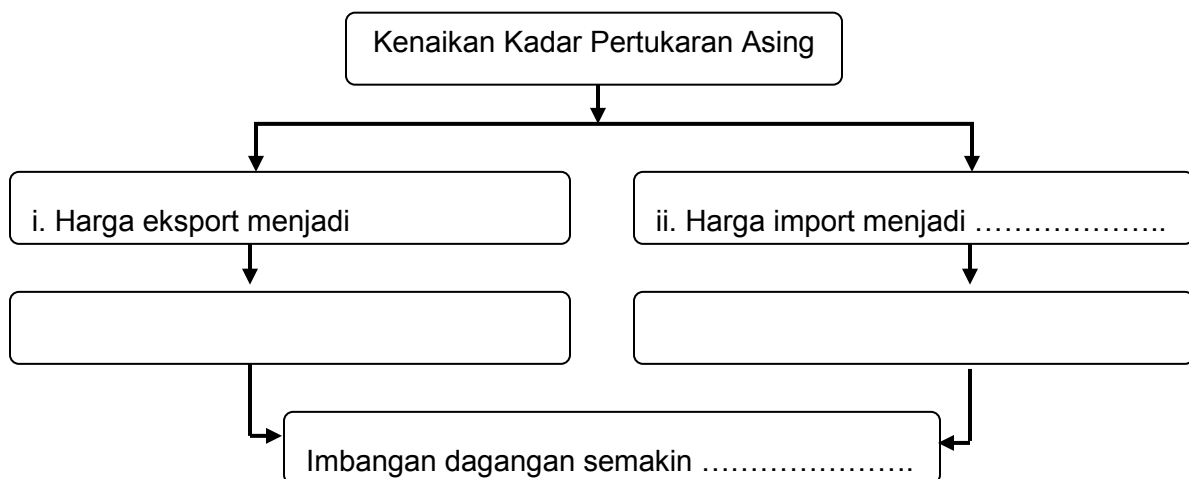 Kenaikan Kadar Pertukaran Asing
i. Harga eksport menjadi
ii. Harga import menjadi ………………..
Imbangan dagangan semakin ………………….